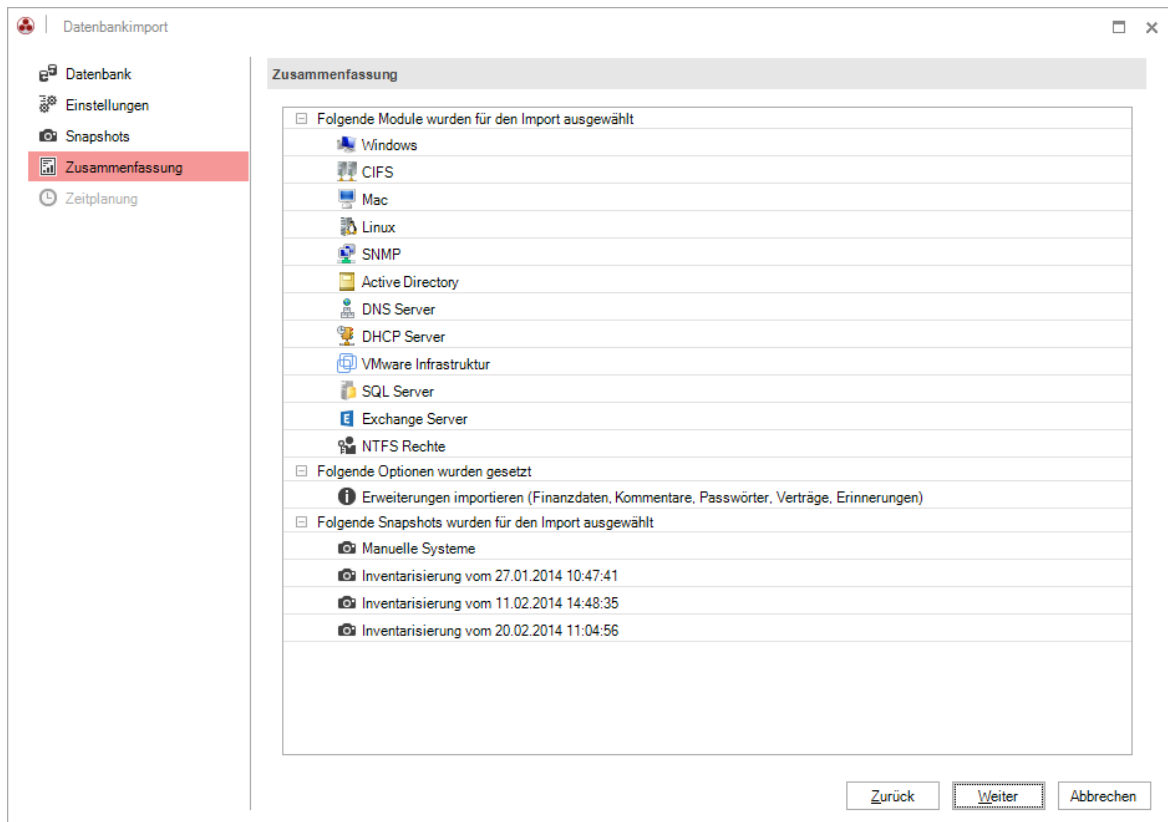 Datenbankimport
Datenbank
Einstellungen
Snapshots
Zusammenfassung
Zeitplanung
Zusammenfassung
Folgende Module wurden für den Import ausgewählt
Windows
CIFS
Mac
Linux
SNMP
Active Directory
DNS Server
DHCP Server
VMware Infrastruktur
SQL Server
Exchange Server
NTFS Rechte
Folgende Optionen wurden gesetzt
Erweiterungen importieren (Finanzdaten, Kommentare, Passwörter, Verträge, Erinnerungen)
Folgende Snapshots wurden für den Import ausgewählt
Manuelle Systeme
Inventarisierung vom 27.01.2014 10:47:41
Inventarisierung vom 11.02.2014 14:48:35
Inventarisierung vom 20.02.2014 11:04:56
Zurück Weiter Abbrechen